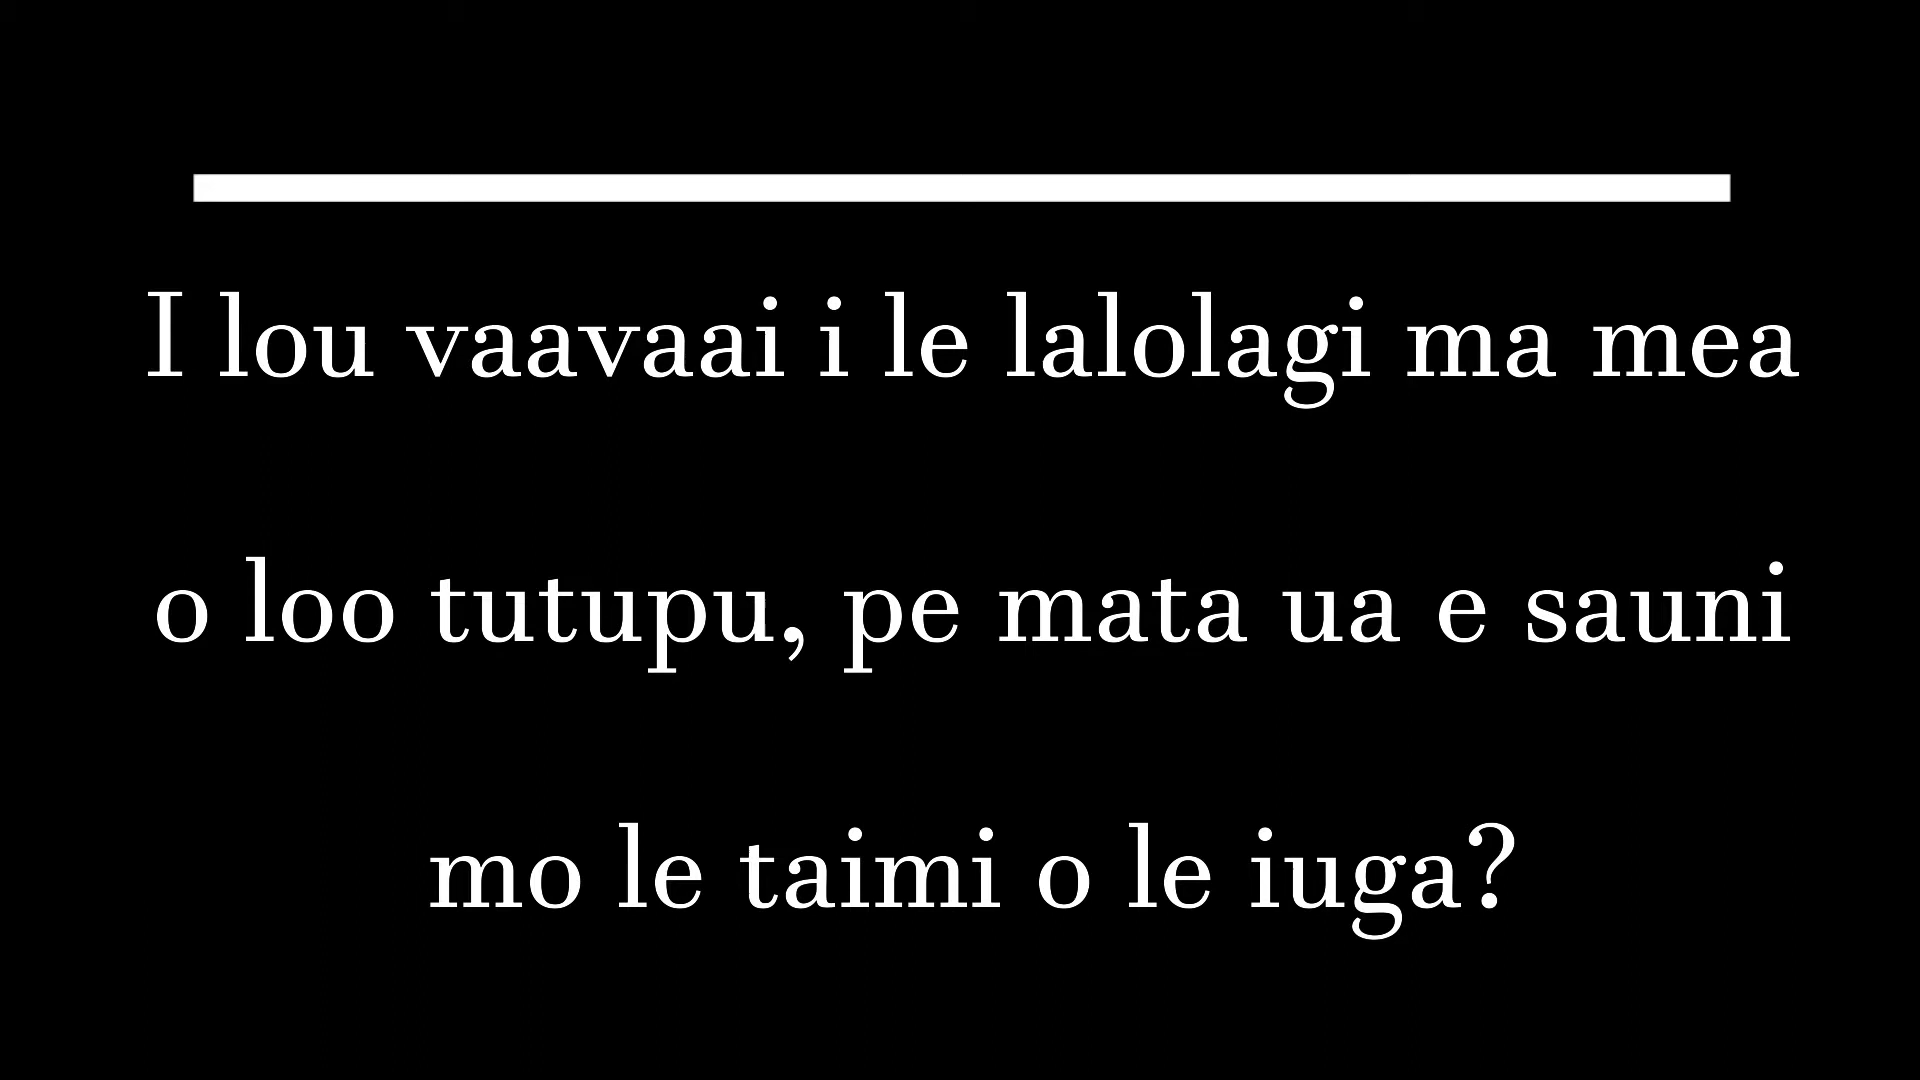 I lou vaavaai i le lalolagi ma mea
o loo tutupu, pe mata ua e sauni
mo le taimi o le iuga?